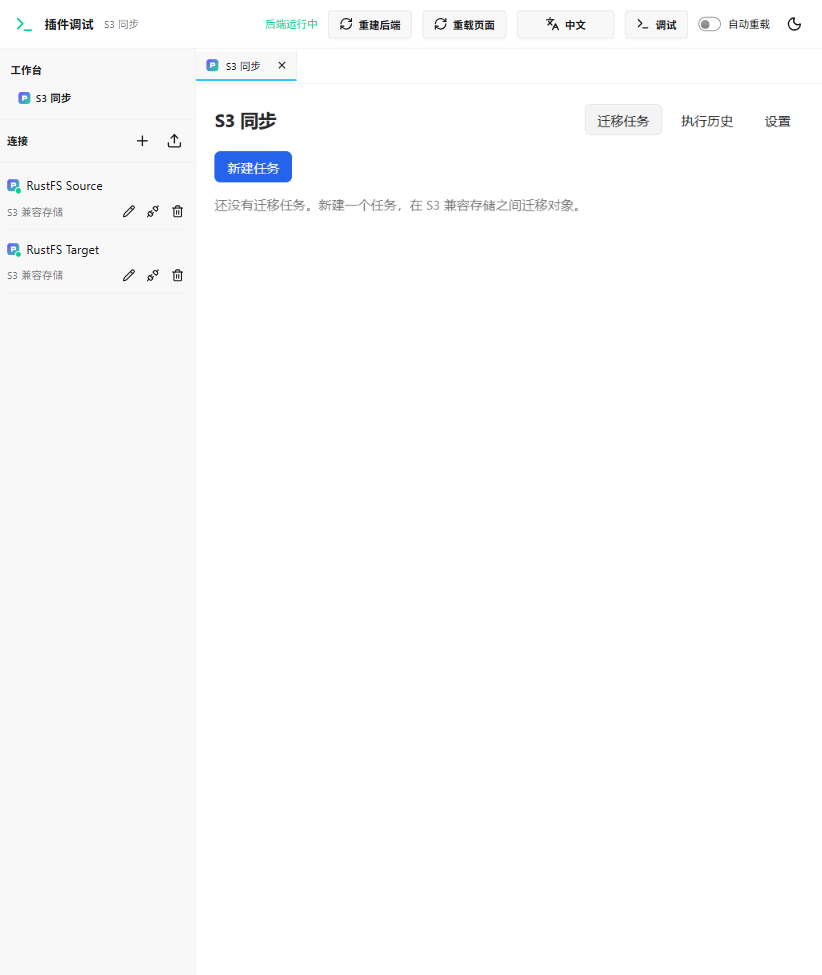 插件调试 S3 同步 后端运行中 重建后端 重载页面 中文 调试 自动重载
工作台
S3 同步
连接
RustFS Source
S3 兼容存储
RustFS Target
S3 兼容存储
S3 同步
S3 同步 迁移任务 执行历史 设置
新建任务
还没有迁移任务。新建一个任务，在 S3 兼容存储之间迁移对象。